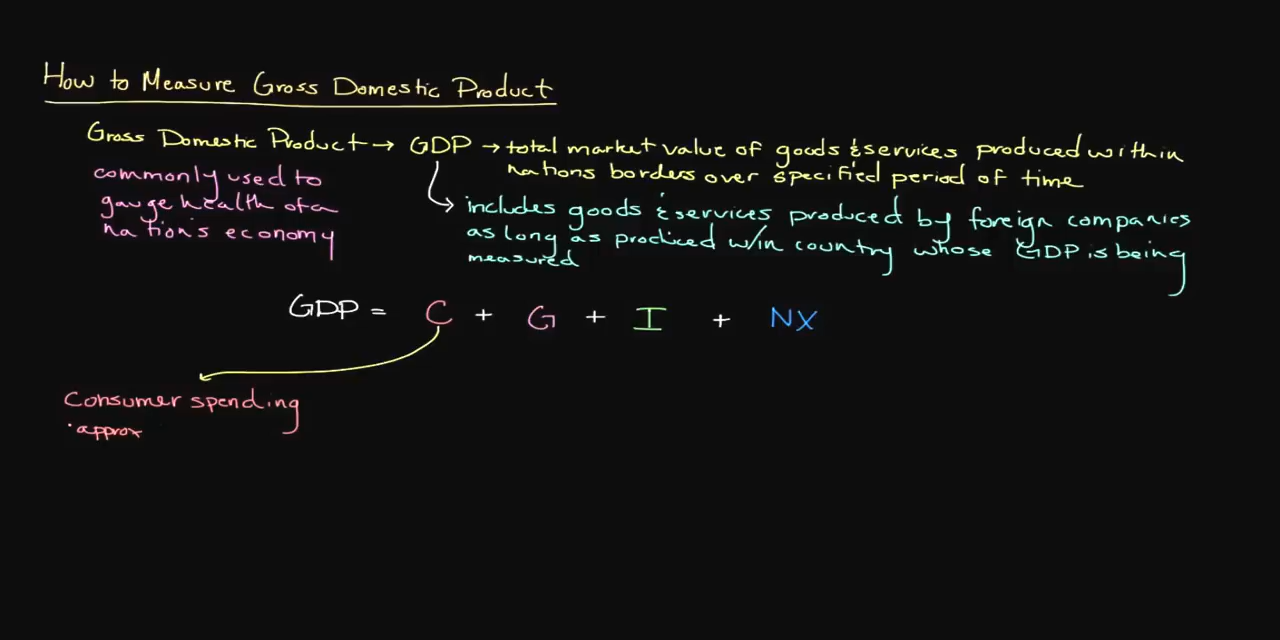 How to Measure Gross Domestic Product
Gross Domestic Product → GDP → total market value of goods & services produced within
nations borders over specified period of time
commonly used to
gauge health of a
nation's economy
includes goods & services produced by foreign companies
as long as produced w/in country whose GDP is being
measured
GDP = C + G + I + NX
Consumer spending
· approx